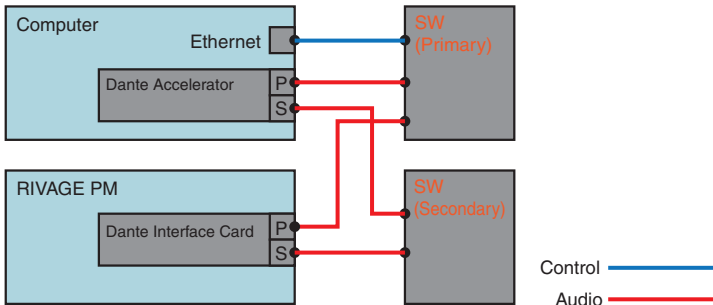 Computer
Ethernet
Dante Accelerator
P
S
SW
(Primary)
RIVAGE PM
Dante Interface Card
P
S
SW
(Secondary)
Control
Audio